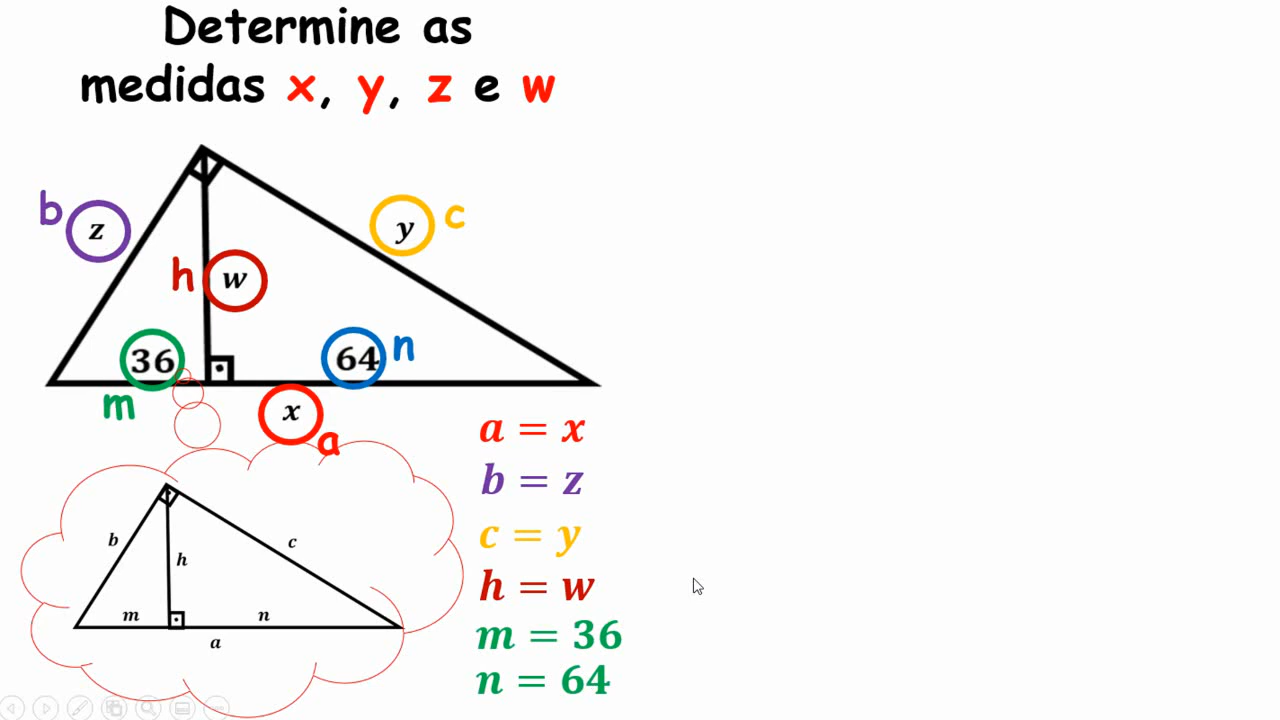 Determine as
medidas x, y, z e w
b
z
y
c
h
w
36
64
n
m
x
a
a = x
b = z
c = y
h = w
m = 36
n = 64
b
c
h
m
n
a